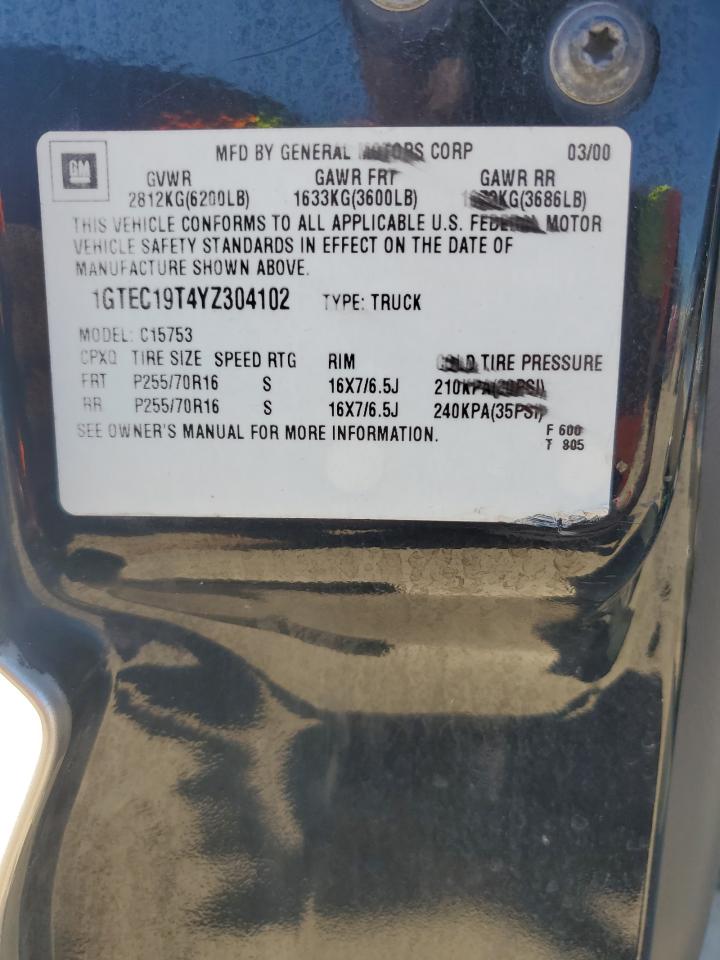 MFD BY GENERAL MOTORS CORP 03/00
GM
GVWR GAWR FRT GAWR RR
2812KG(6200LB) 1633KG(3600LB) KG(3686LB)
THIS VEHICLE CONFORMS TO ALL APPLICABLE U.S. FEDERAL MOTOR
VEHICLE SAFETY STANDARDS IN EFFECT ON THE DATE OF
MANUFACTURE SHOWN ABOVE.
1GTEC19T4YZ304102 TYPE: TRUCK
MODEL: C15753
TIRE SIZE SPEED RTG RIM COLD TIRE PRESSURE
FRT P255/70R16 S 16X7/6.5J 210KPA
RR P255/70R16 S 16X7/6.5J 240KPA(35PSI)
SEE OWNER'S MANUAL FOR MORE INFORMATION.
F 600
T 805